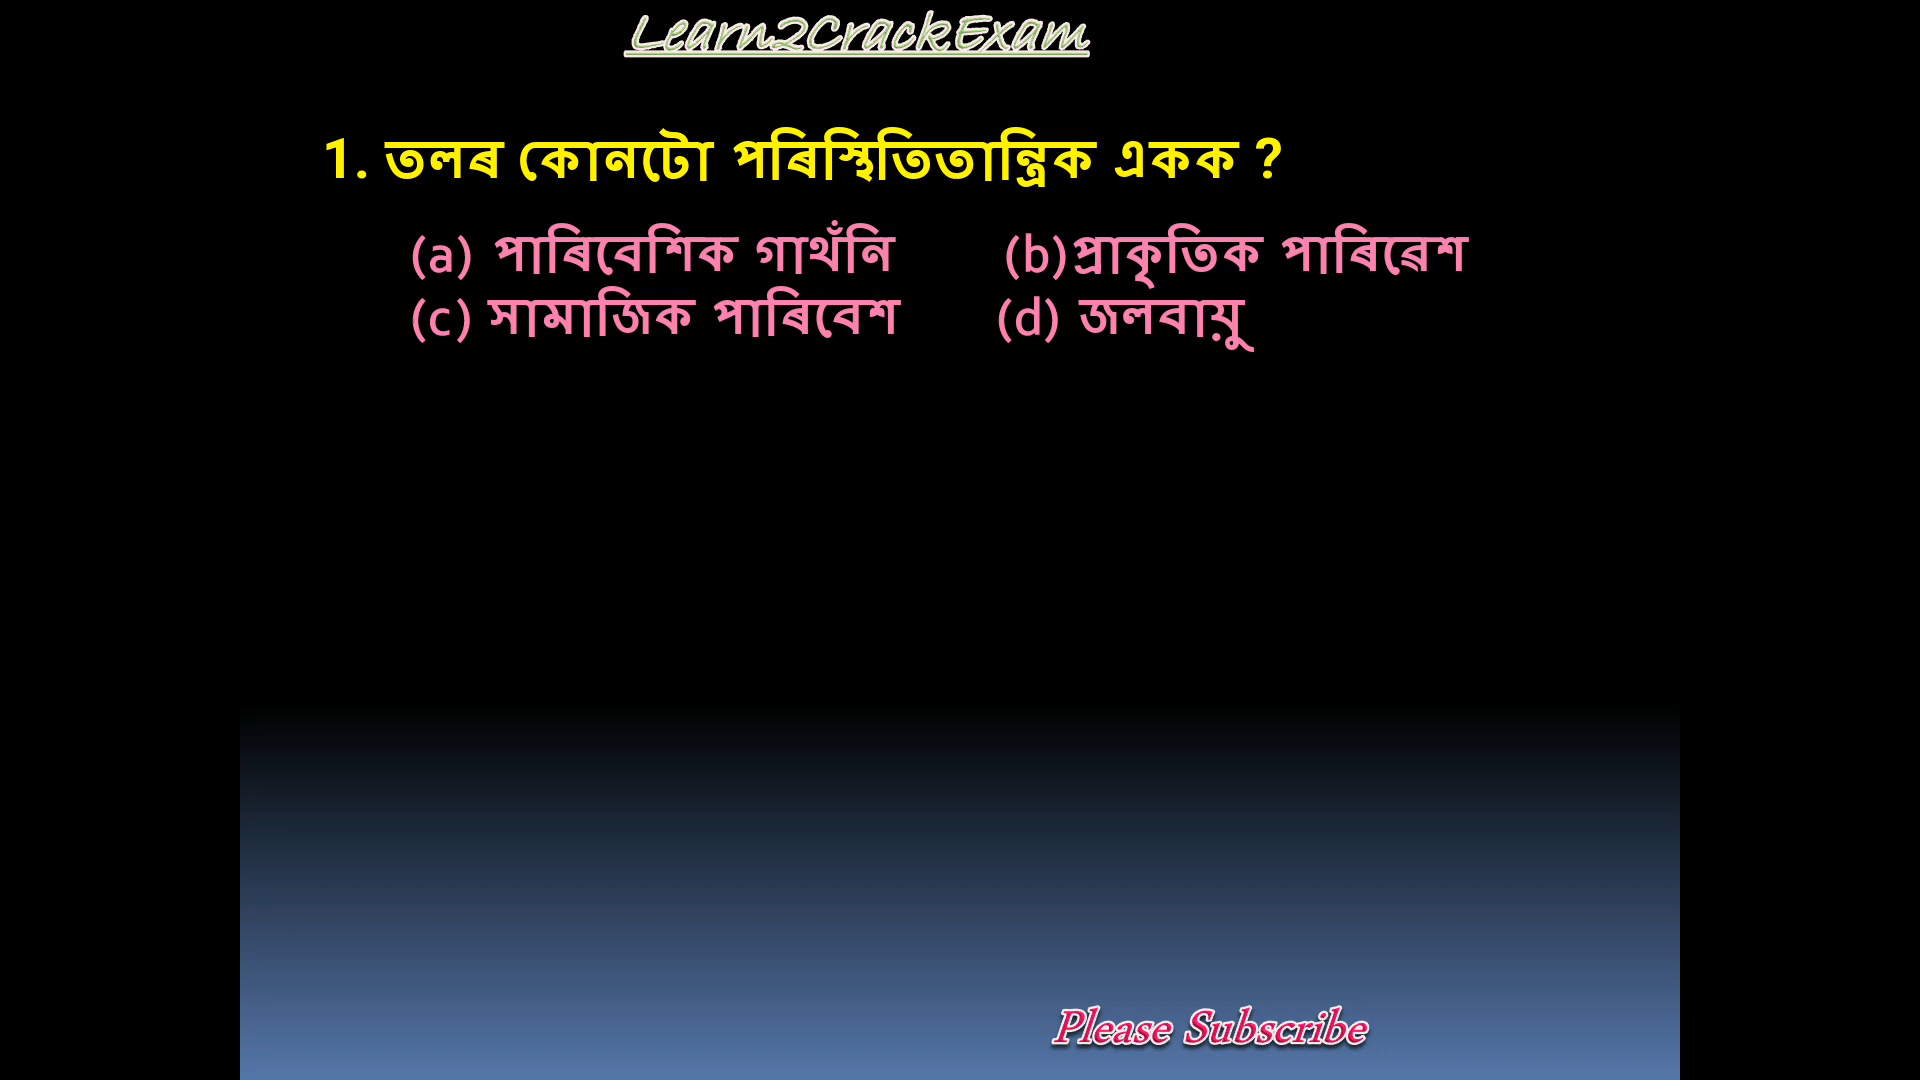 Learn2CrackExam
1. তলৰ কোনটো পৰিস্থিতিতান্ত্ৰিক একক ?
(a) পাৰিবেশিক গাথঁনি (b)প্ৰাকৃতিক পাৰিৱেশ
(c) সামাজিক পাৰিবেশ (d) জলবায়ু
Please Subscribe